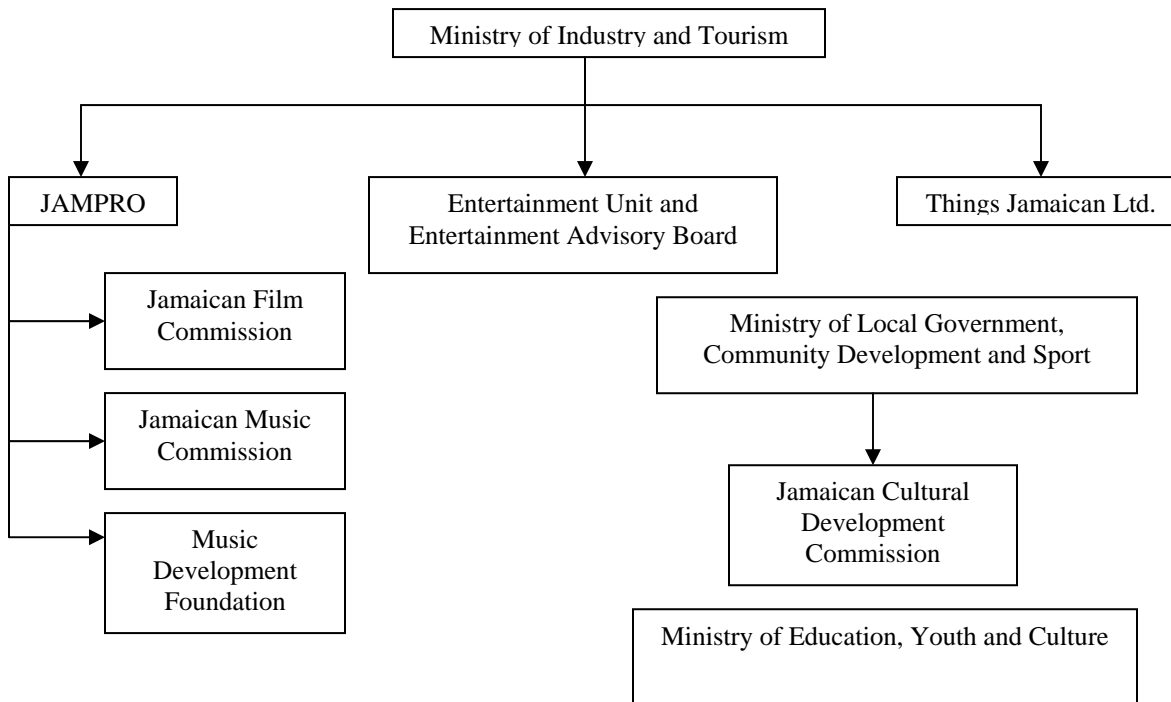 Ministry of Industry and Tourism
JAMPRO
Entertainment Unit and
Entertainment Advisory Board
Things Jamaican Ltd.
Jamaican Film
Commission
Ministry of Local Government,
Community Development and Sport
Jamaican Music
Commission
Jamaican Cultural
Development
Commission
Music
Development
Foundation
Ministry of Education, Youth and Culture